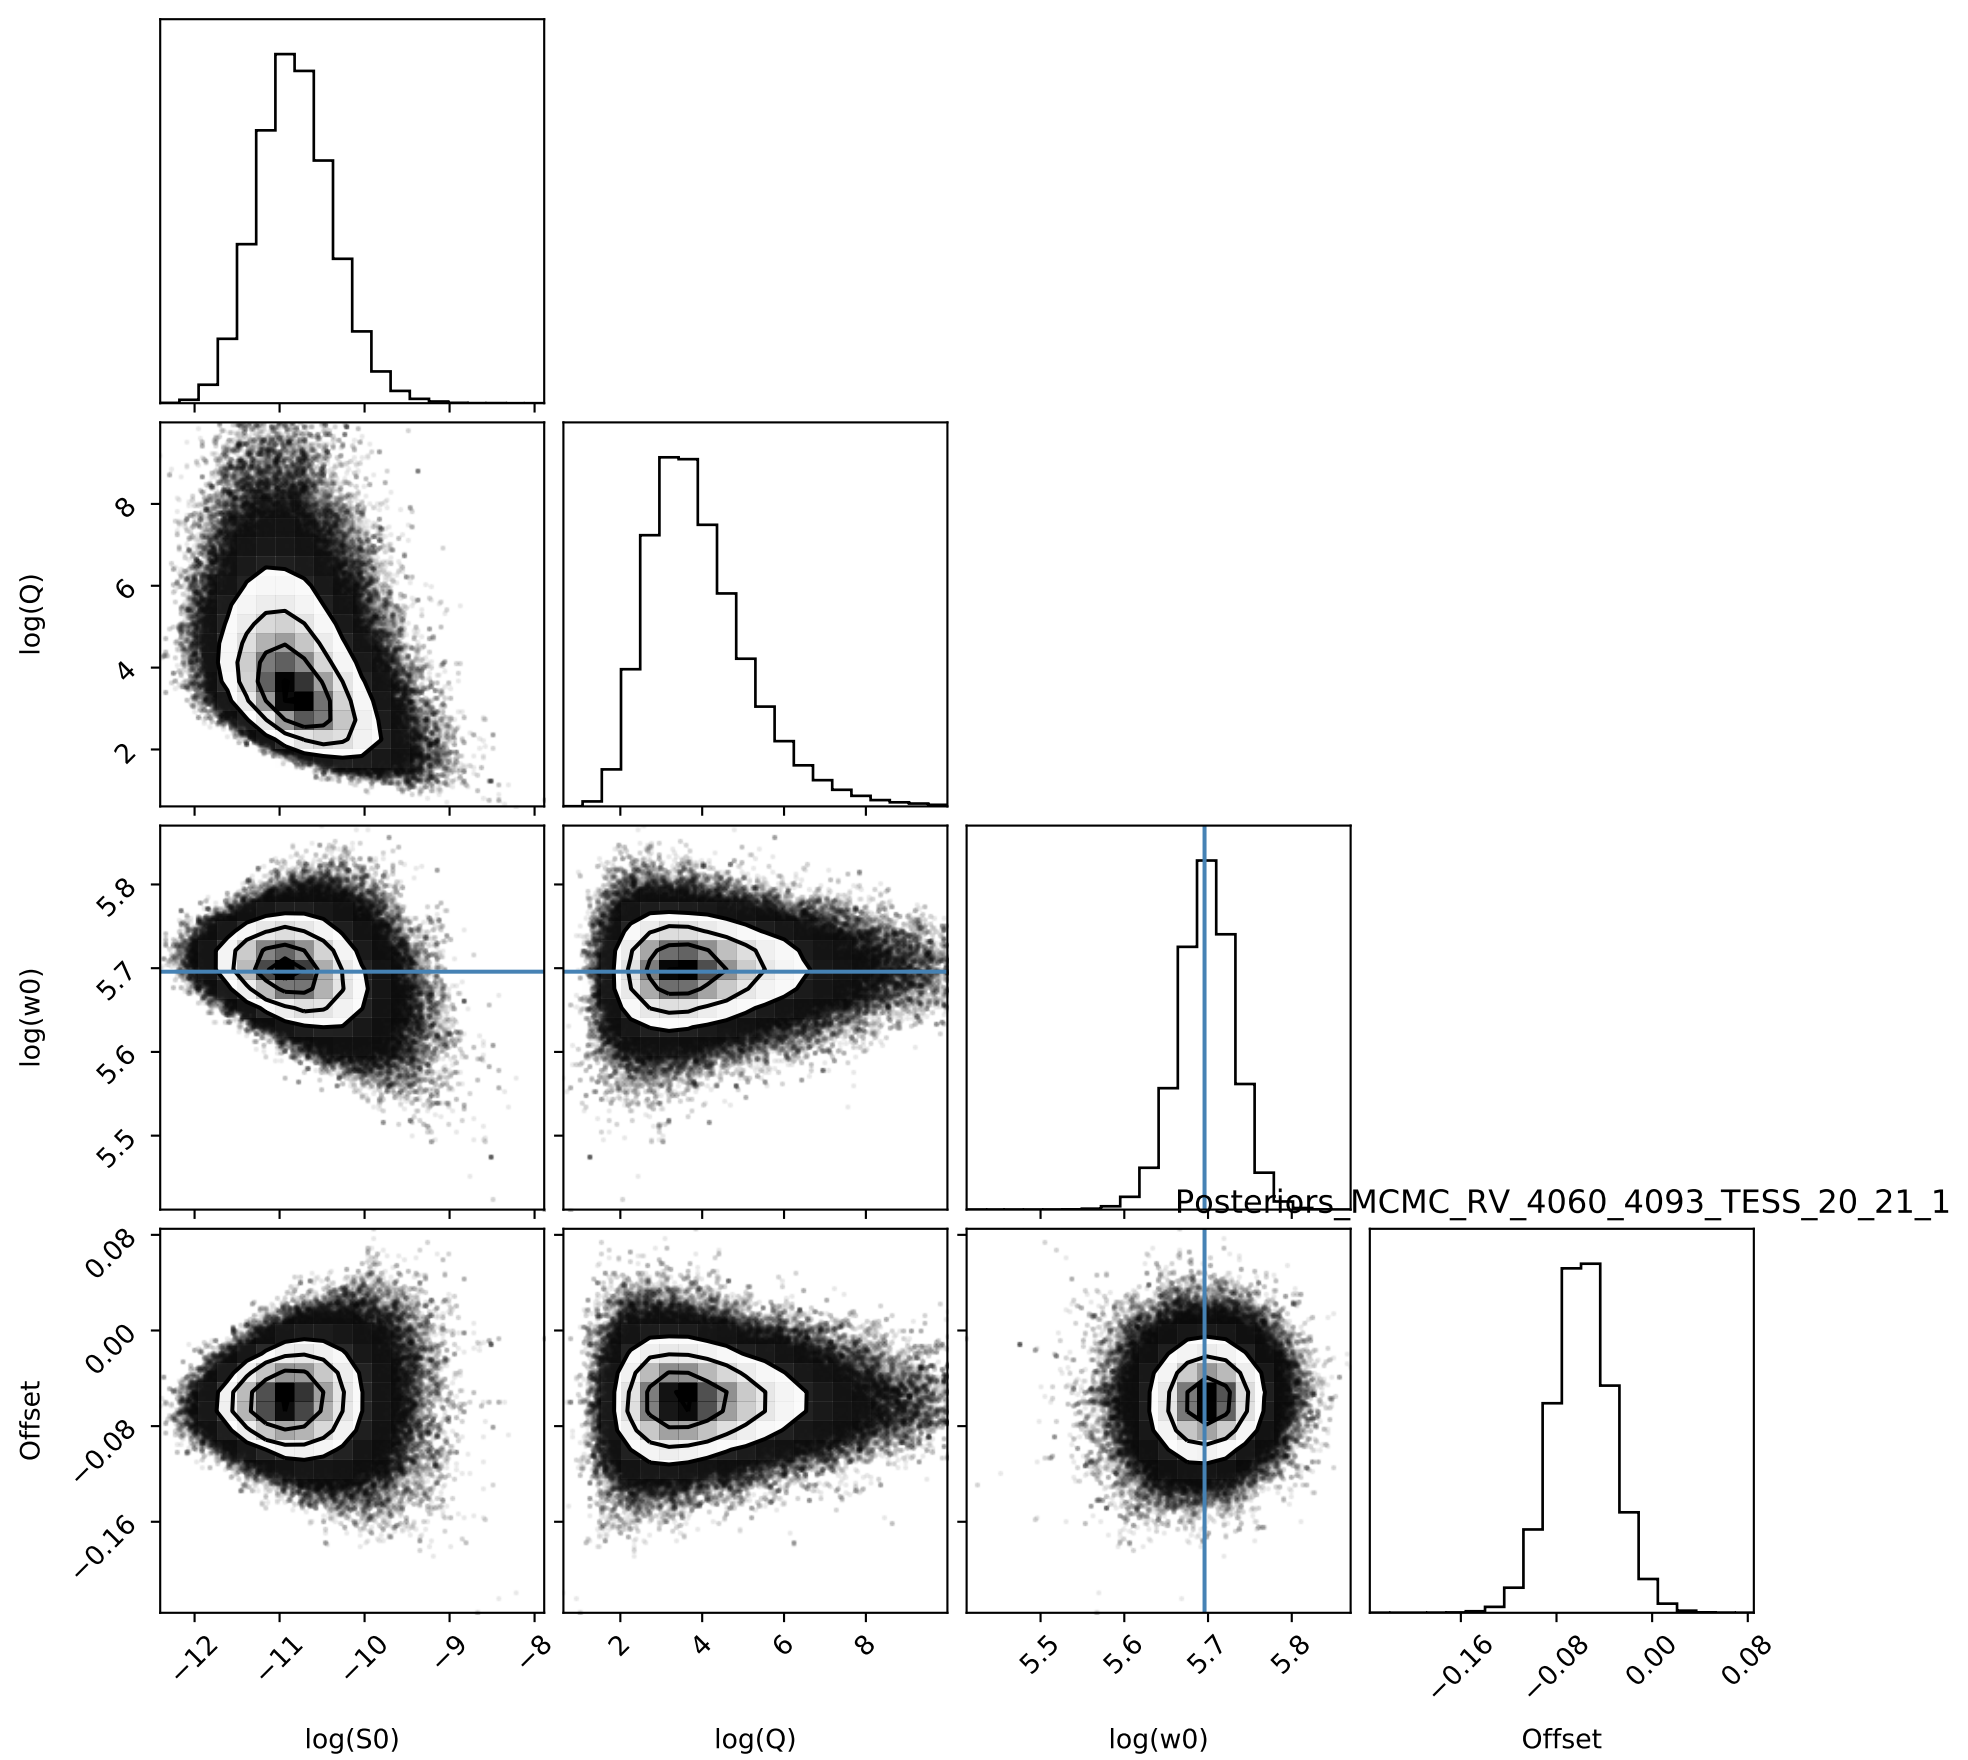 log(Q)
8
6
4
2
log(w0)
5.8
5.7
5.6
5.5
Posteriors_MCMC_RV_4060_4093_TESS_20_21_1
Offset
0.08
0.00
−0.08
−0.16
−12 −11 −10 −9 −8 2 4 6 8 5.5 5.6 5.7 5.8 −0.16 −0.08 0.00 0.08
log(S0) log(Q) log(w0) Offset